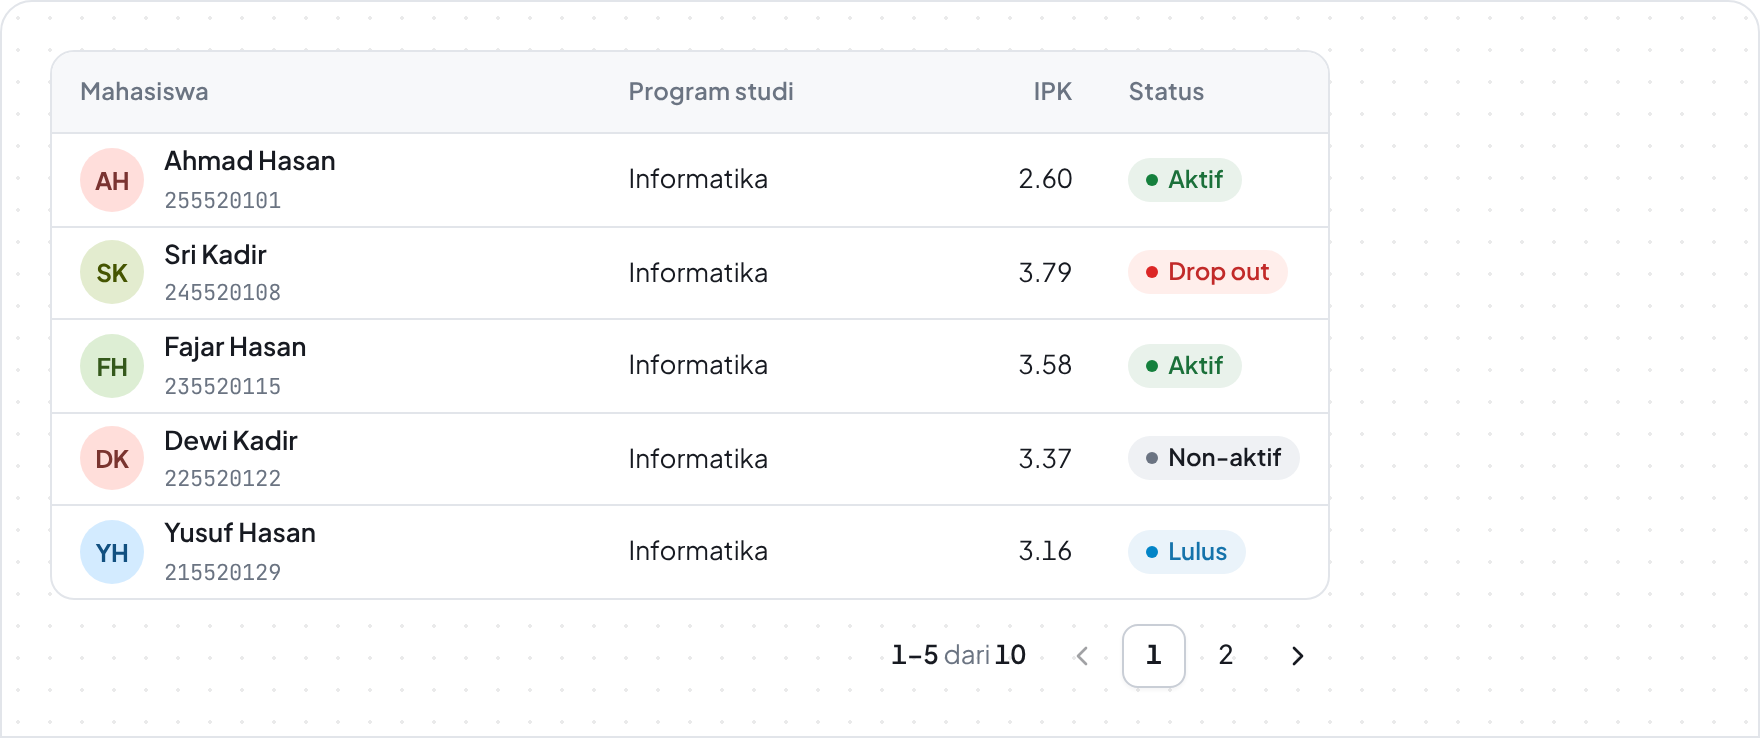 Mahasiswa Program studi IPK Status
AH Ahmad Hasan Informatika 2.60 Aktif
255520101
SK Sri Kadir Informatika 3.79 Drop out
245520108
FH Fajar Hasan Informatika 3.58 Aktif
235520115
DK Dewi Kadir Informatika 3.37 Non-aktif
225520122
YH Yusuf Hasan Informatika 3.16 Lulus
215520129
1–5 dari 10 1 2